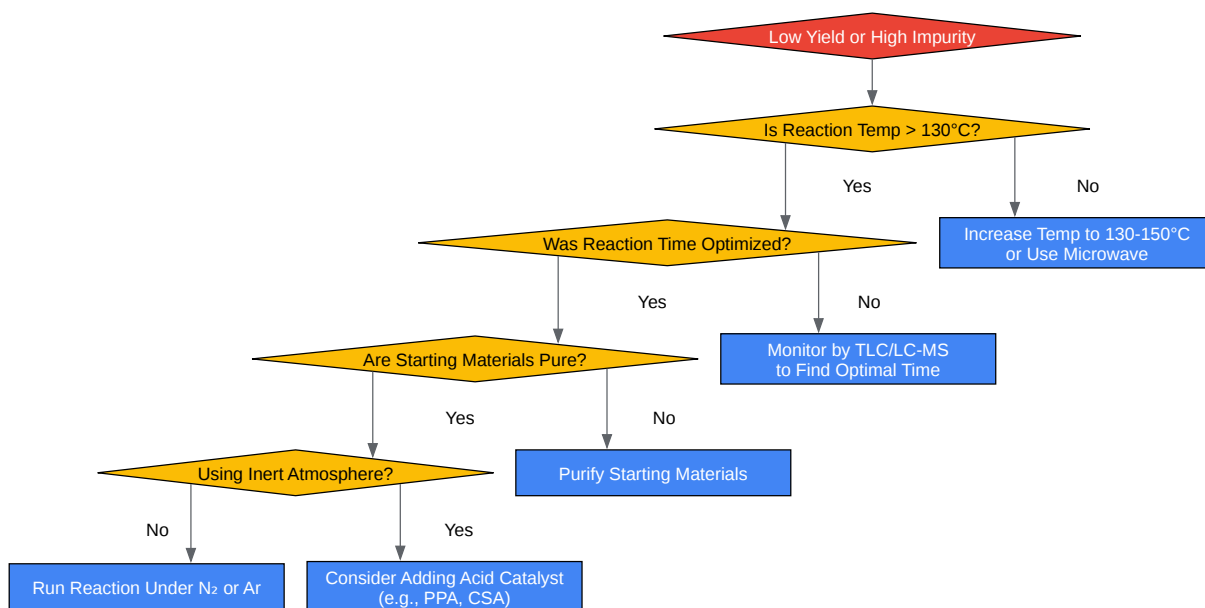 Low Yield or High Impurity
Is Reaction Temp > 130°C?
Yes
No
Was Reaction Time Optimized?
Increase Temp to 130-150°C
or Use Microwave
Yes
No
Are Starting Materials Pure?
Monitor by TLC/LC-MS
to Find Optimal Time
Yes
No
Using Inert Atmosphere?
Purify Starting Materials
No
Yes
Run Reaction Under N₂ or Ar
Consider Adding Acid Catalyst
(e.g., PPA, CSA)